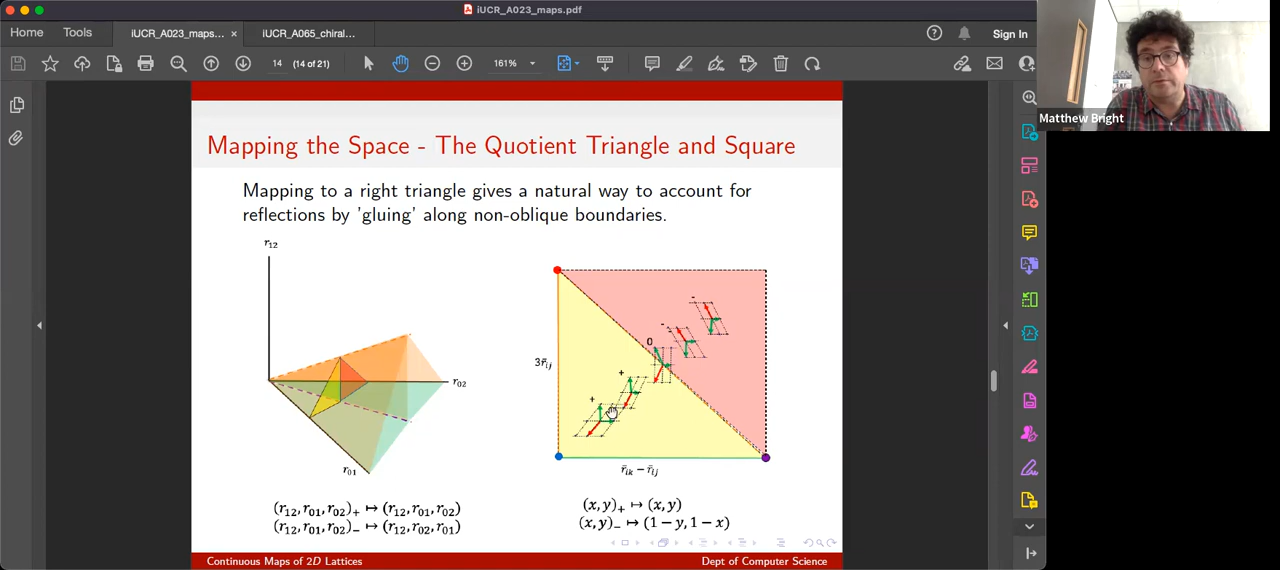 iUCR_A023_maps.pdf
Home
Tools
iUCR_A023_maps...
×
iUCR_A065_chiral...
?
Sign In
14
(14 of 21)
161%
Matthew Bright
Mapping the Space - The Quotient Triangle and Square
Mapping to a right triangle gives a natural way to account for
reflections by 'gluing' along non-oblique boundaries.
r₁₂
r₀₂
r₀₁
3r̄ᵢⱼ
-
-
0
+
+
r̄ᵢₖ − r̄ᵢⱼ
(r₁₂, r₀₁, r₀₂)₊ ↦ (r₁₂, r₀₁, r₀₂)
(r₁₂, r₀₁, r₀₂)₋ ↦ (r₁₂, r₀₂, r₀₁)
(x, y)₊ ↦ (x, y)
(x, y)₋ ↦ (1 − y, 1 − x)
Continuous Maps of 2D Lattices
Dept of Computer Science